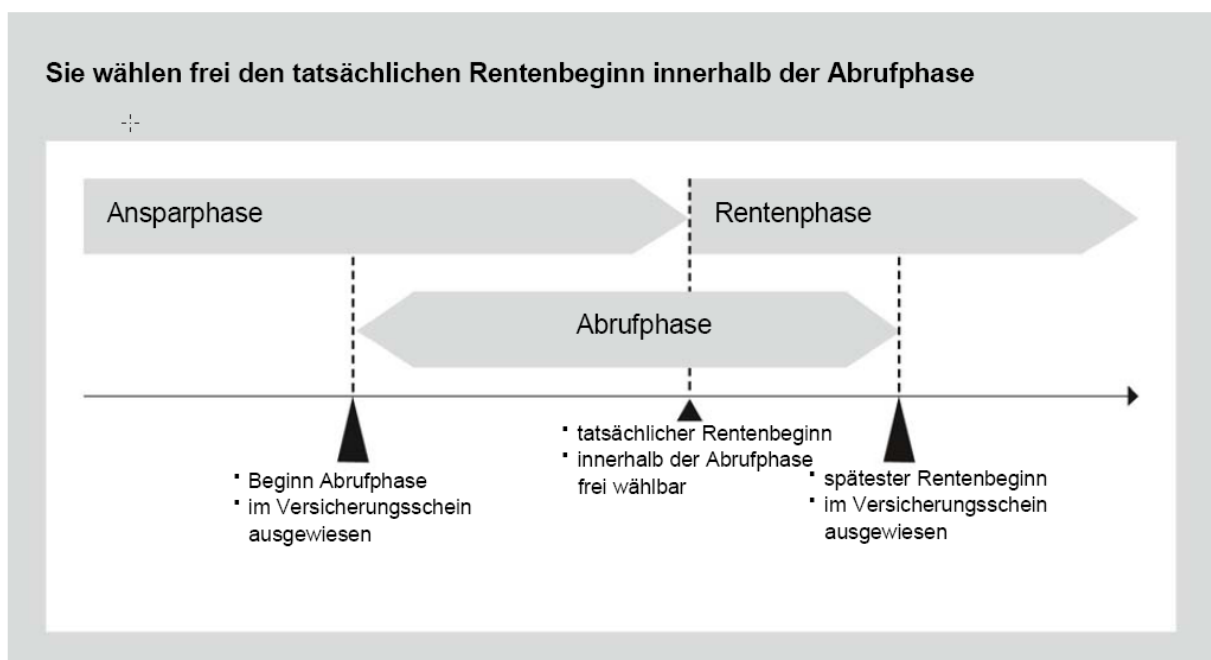 Sie wählen frei den tatsächlichen Rentenbeginn innerhalb der Abrufphase
Ansparphase
Rentenphase
Abrufphase
▪ Beginn Abrufphase
▪ im Versicherungsschein
ausgewiesen
▪ tatsächlicher Rentenbeginn
▪ innerhalb der Abrufphase
frei wählbar
▪ spätester Rentenbeginn
▪ im Versicherungsschein
ausgewiesen